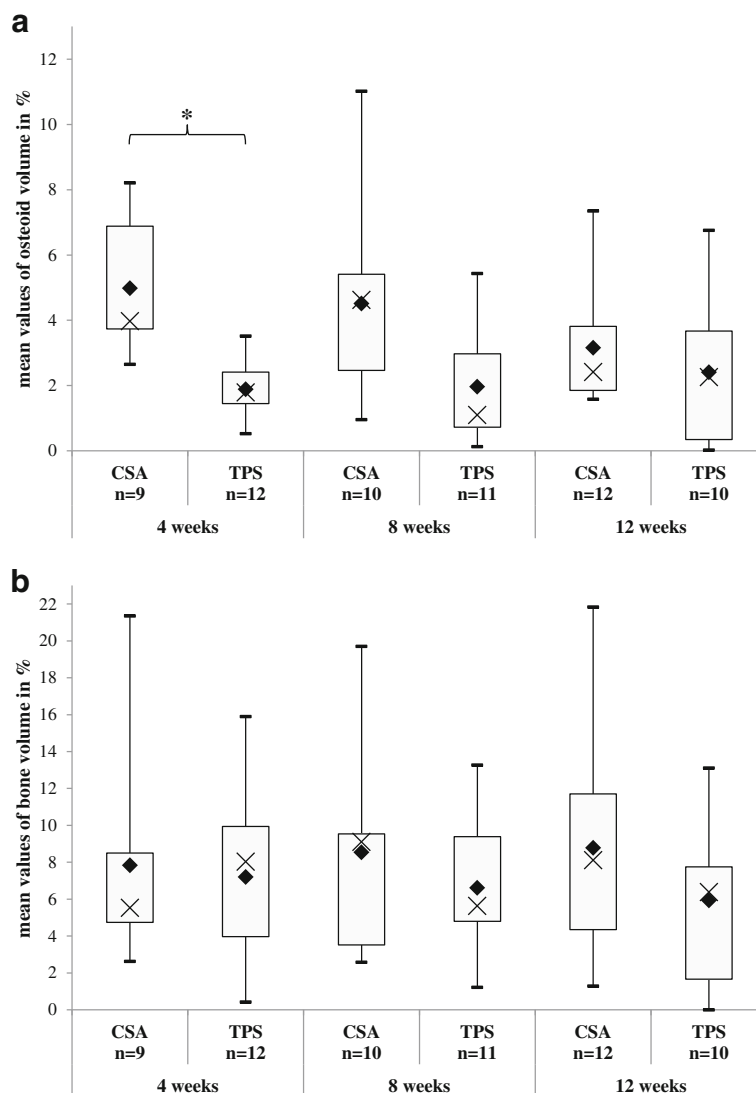 a
mean values of osteoid volume in %
12
10
8
6
4
2
0
*
CSA TPS CSA TPS CSA TPS
n=9 n=12 n=10 n=11 n=12 n=10
4 weeks 8 weeks 12 weeks
b
mean values of bone volume in %
22
20
18
16
14
12
10
8
6
4
2
0
CSA TPS CSA TPS CSA TPS
n=9 n=12 n=10 n=11 n=12 n=10
4 weeks 8 weeks 12 weeks